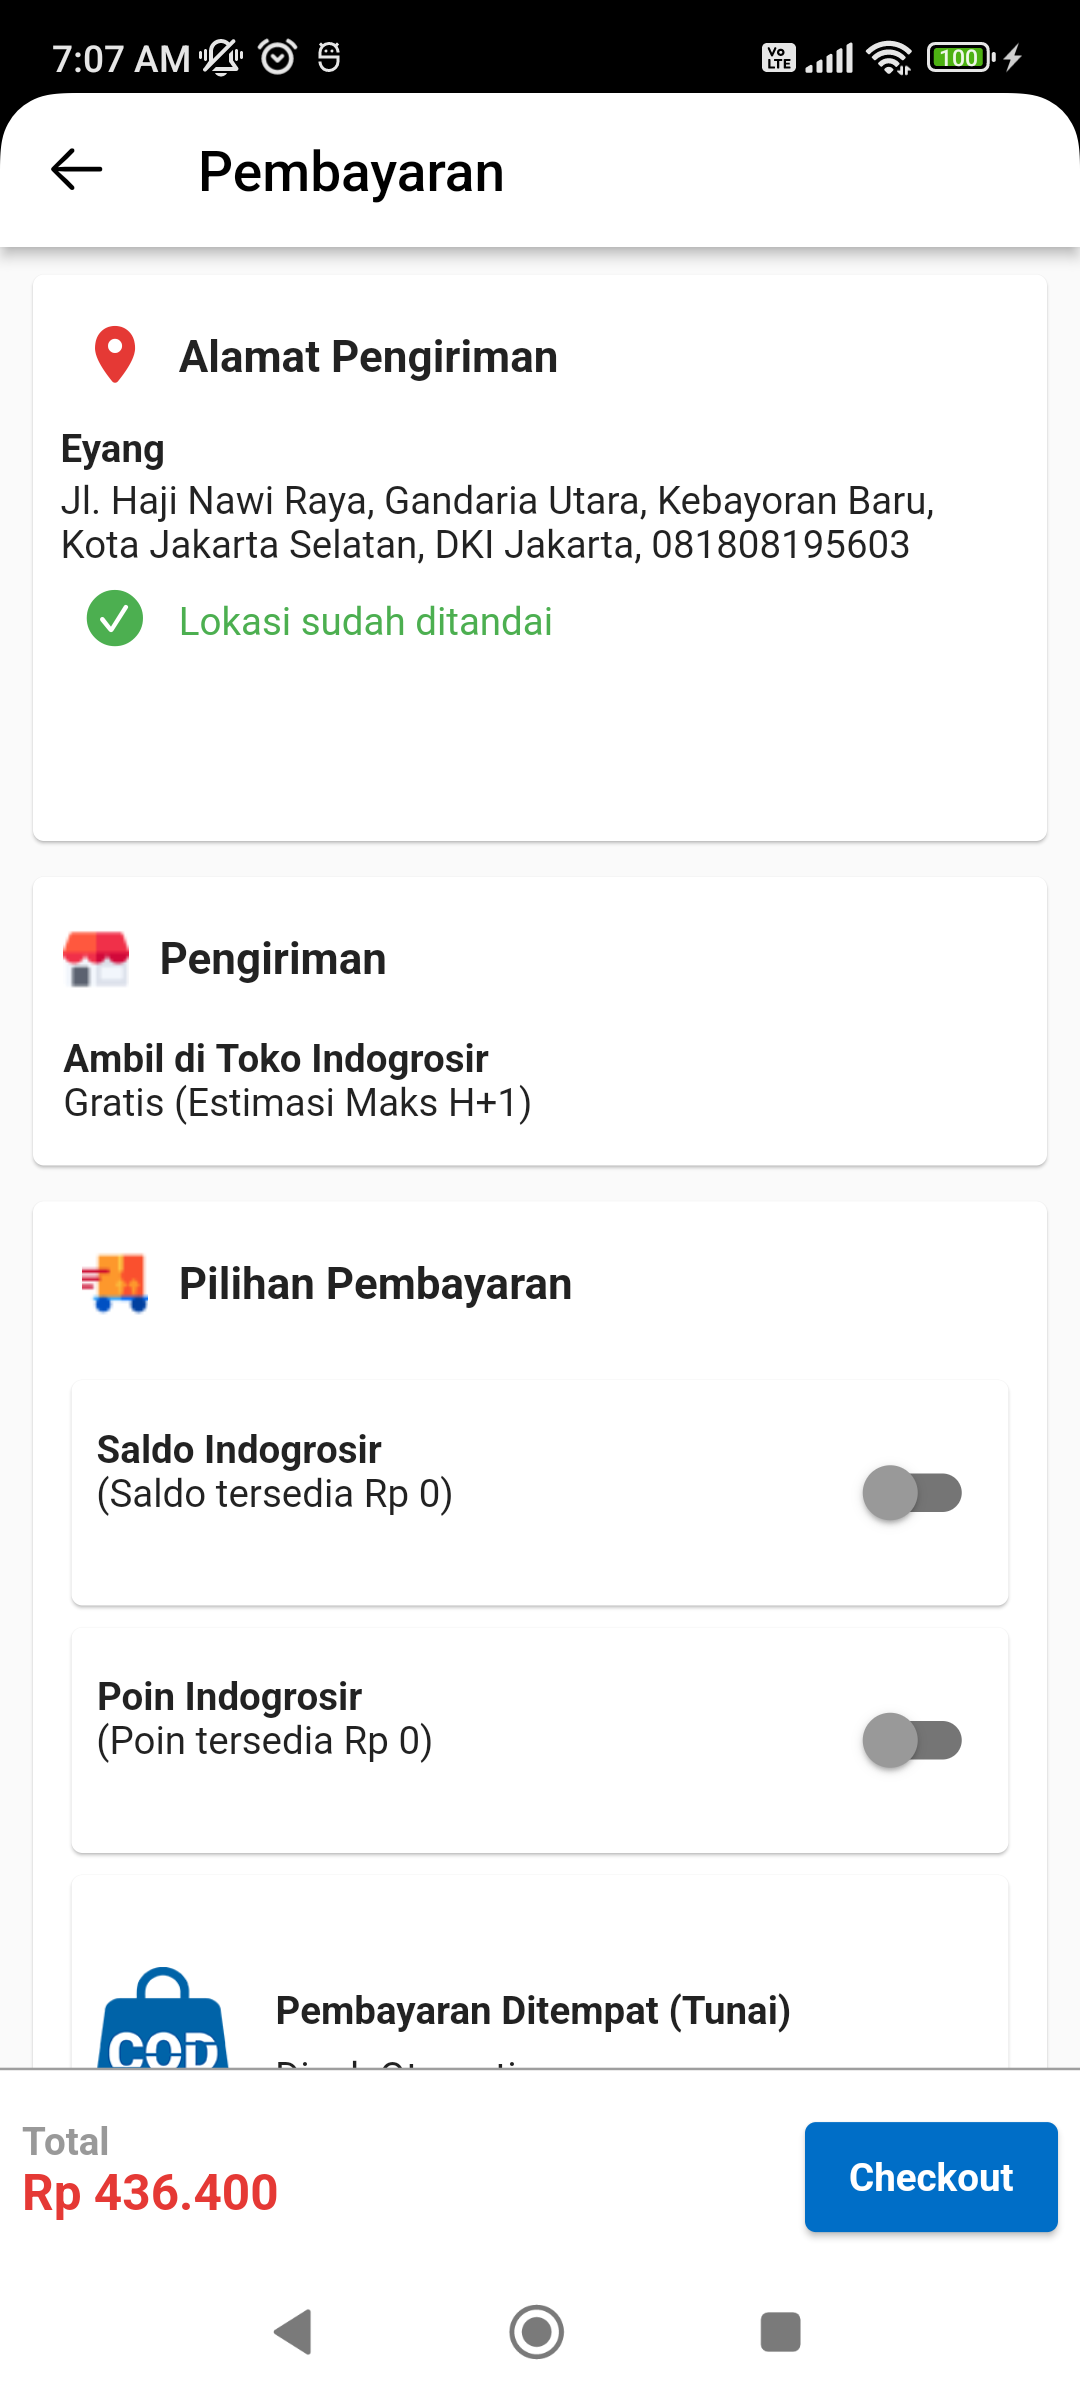 7:07 AM
Vo
LTE
100
Pembayaran
Alamat Pengiriman
Eyang
Jl. Haji Nawi Raya, Gandaria Utara, Kebayoran Baru,
Kota Jakarta Selatan, DKI Jakarta, 081808195603
Lokasi sudah ditandai
Pengiriman
Ambil di Toko Indogrosir
Gratis (Estimasi Maks H+1)
Pilihan Pembayaran
Saldo Indogrosir
(Saldo tersedia Rp 0)
Poin Indogrosir
(Poin tersedia Rp 0)
COD
Pembayaran Ditempat (Tunai)
Total
Rp 436.400
Checkout